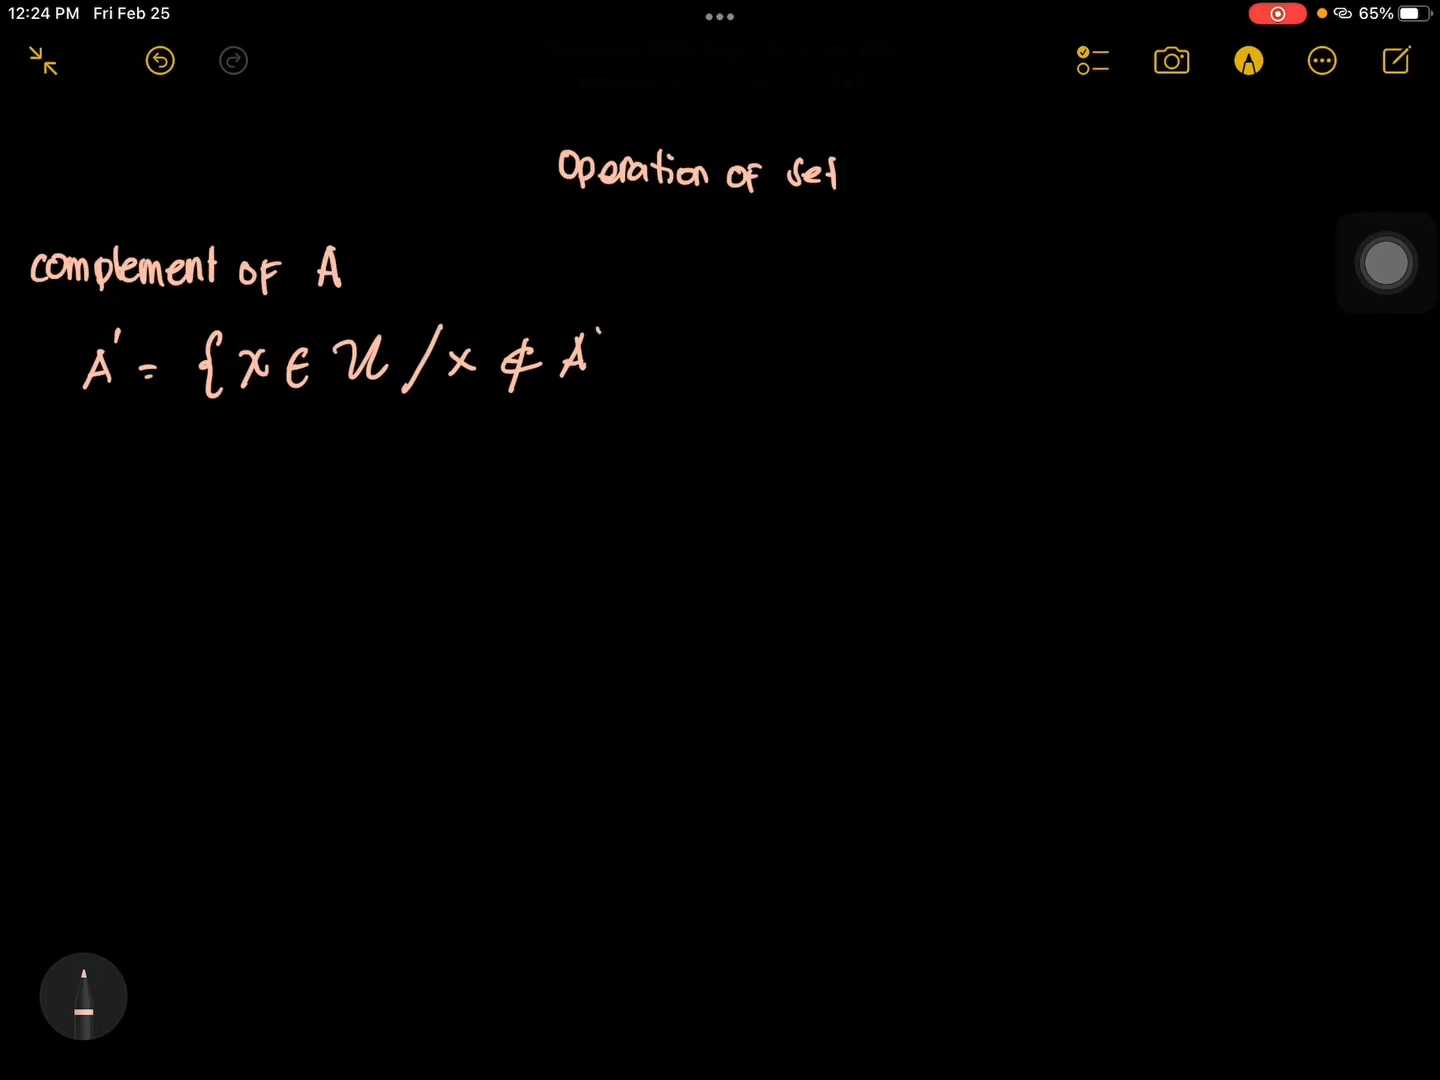 12:24 PM Fri Feb 25 65%
Operation of set
complement of A
A' = { x ∈ U / x ∉ A